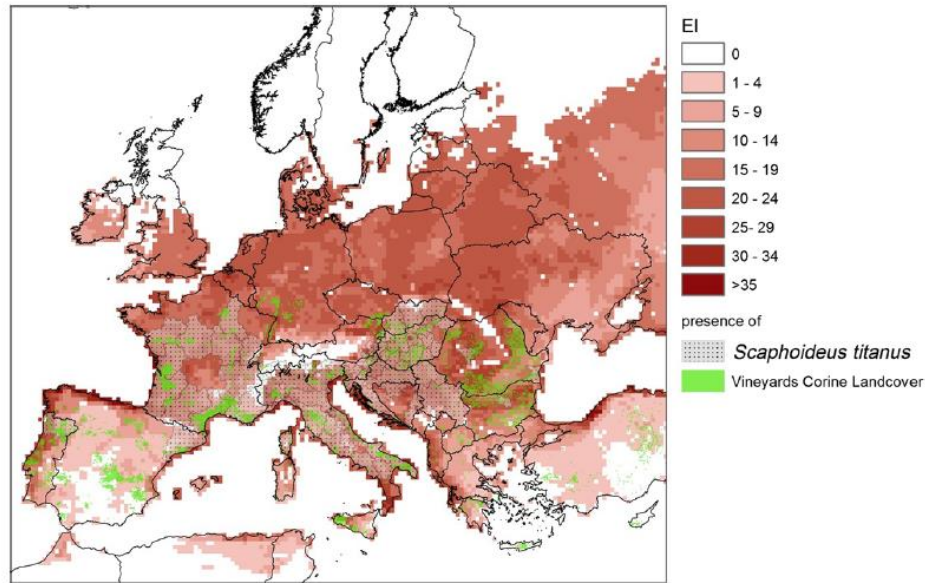 EI
0
1 - 4
5 - 9
10 - 14
15 - 19
20 - 24
25- 29
30 - 34
>35
presence of
Scaphoideus titanus
Vineyards Corine Landcover